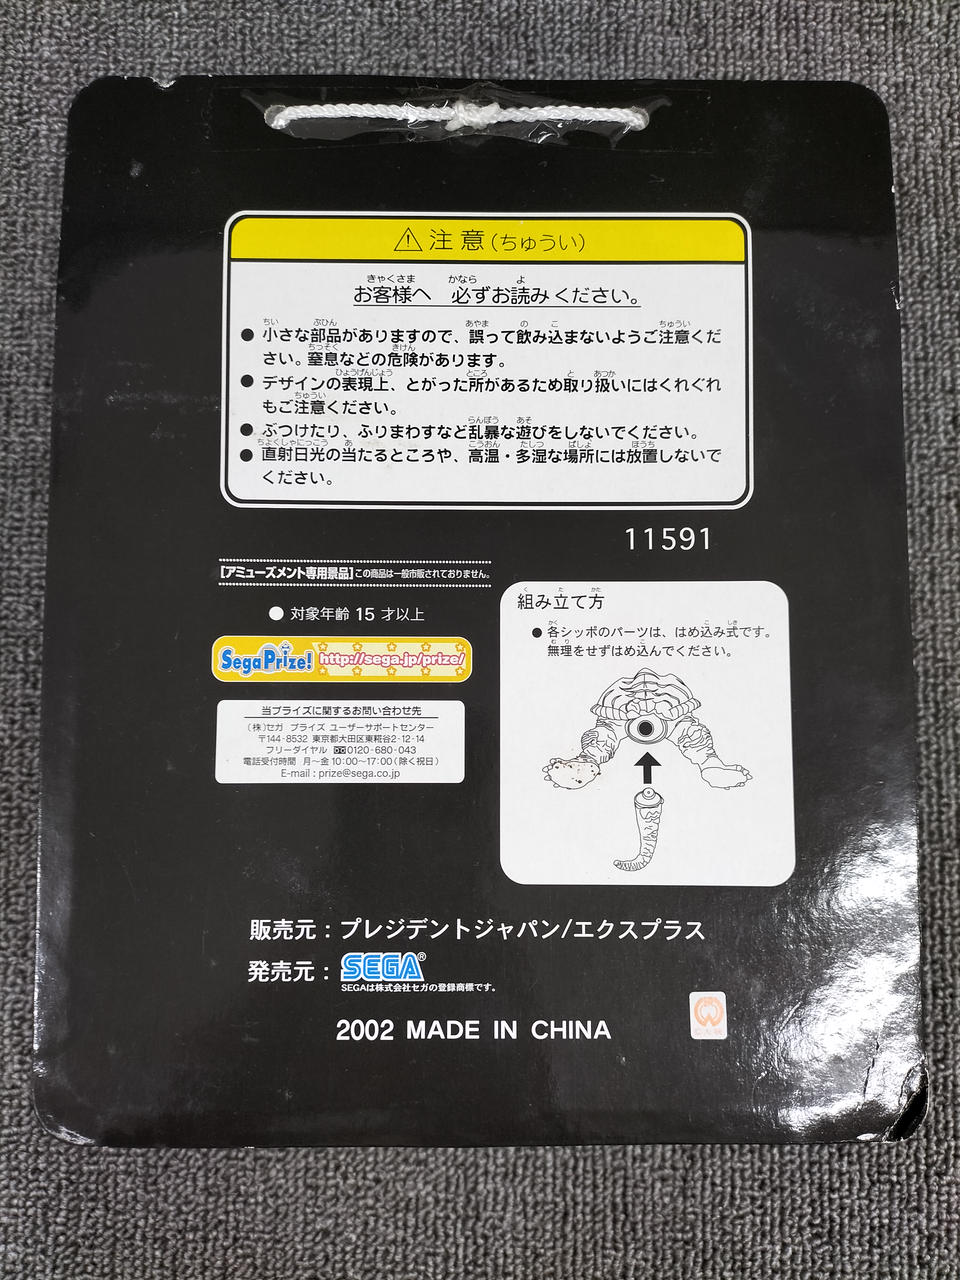 ⚠注意(ちゅうい)
お客様へ 必ずお読みください。
●小さな部品がありますので、誤って飲み込まないようご注意くだ
さい。窒息などの危険があります。
●デザインの表現上、とがった所があるため取り扱いにはくれぐれ
もご注意ください。
●ぶつけたり、ふりまわすなど乱暴な遊びをしないでください。
●直射日光の当たるところや、高温・多湿な場所には放置しないで
ください。
11591
[アミューズメント専用景品]この商品は一般市販されておりません。
●対象年齢 15 才以上
SegaPrize! http://sega.jp/prize/
当プライズに関するお問い合わせ先
(株)セガ プライズ ユーザーサポートセンター
〒144-8532 東京都大田区東糀谷2-12-14
フリーダイヤル 0120-680-043
電話受付時間 月〜金 10:00〜17:00(除く祝日)
E-mail : prize@sega.co.jp
組み立て方
●各シッポのパーツは、はめ込み式です。
無理をせずはめ込んでください。
販売元:プレジデントジャパン/エクスプラス
発売元:SEGA®
SEGAは株式会社セガの登録商標です。
2002 MADE IN CHINA